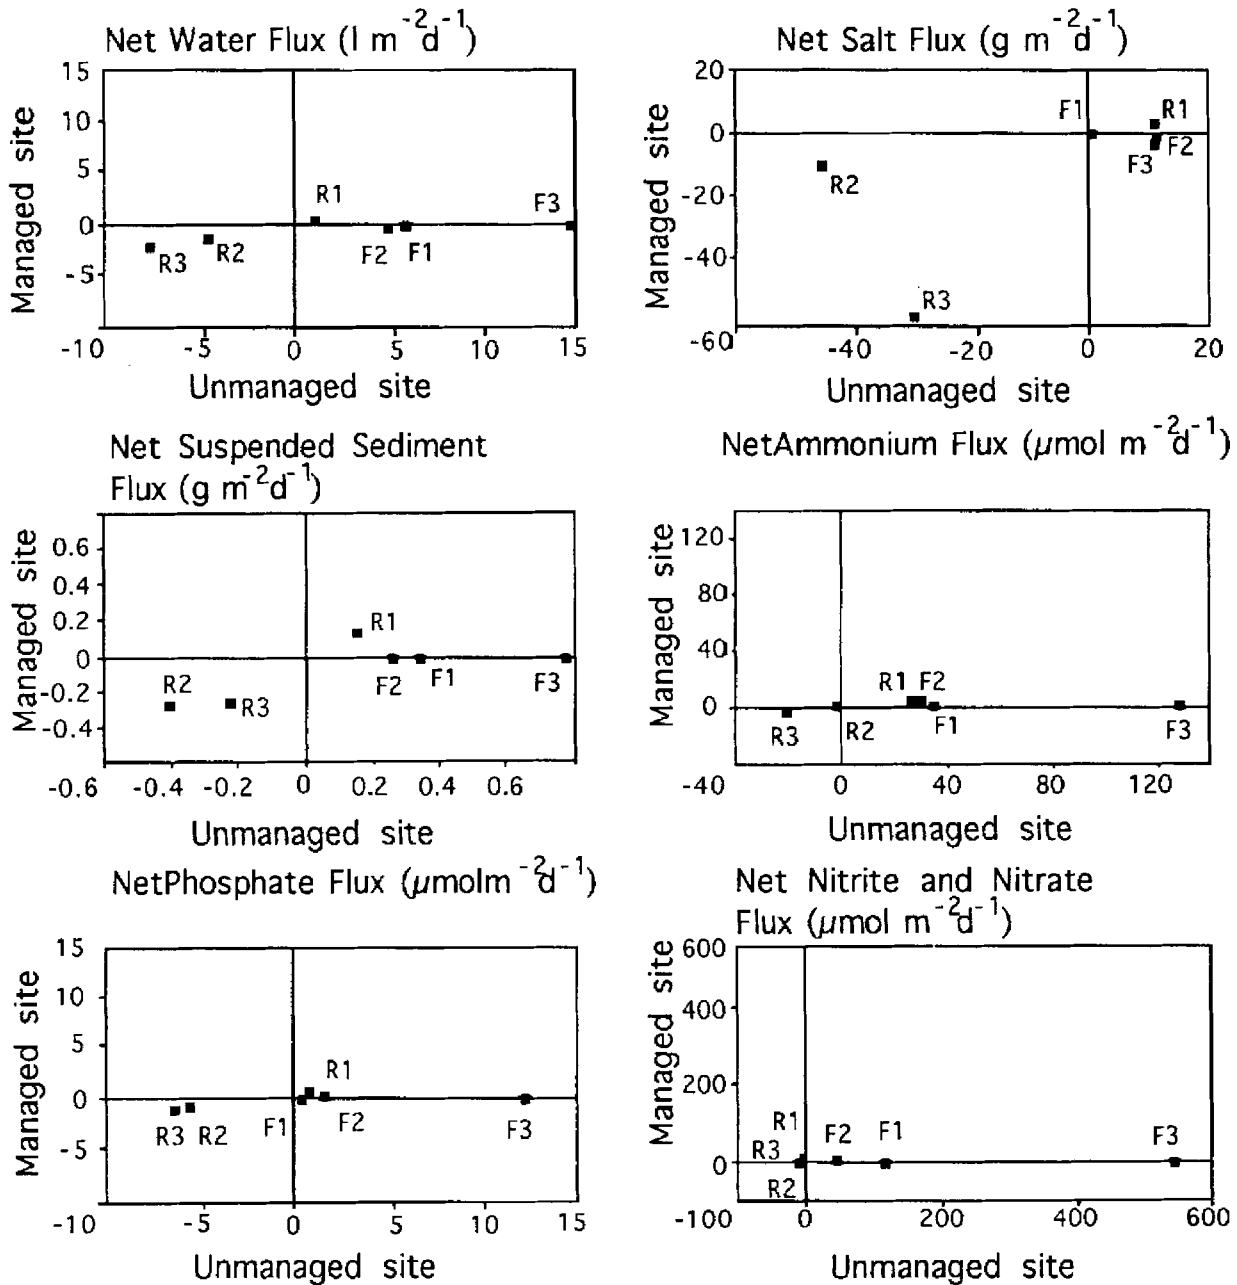 Net Water Flux (l m⁻²d⁻¹)
15
10
5
0
-5
Managed site
R1
F3
R3
R2
F2
F1
-10
-5
0
5
10
15
Unmanaged site
Net Salt Flux (g m⁻²d⁻¹)
20
0
-20
-40
-60
Managed site
F1
R1
F2
F3
R2
R3
-40
-20
0
20
Unmanaged site
Net Suspended Sediment
Flux (g m⁻²d⁻¹)
0.6
0.4
0.2
0
-0.2
-0.4
Managed site
R1
R2
R3
F2
F1
F3
-0.6
-0.4
-0.2
0
0.2
0.4
0.6
Unmanaged site
NetAmmonium Flux (µmol m⁻²d⁻¹)
120
80
40
0
-40
Managed site
R1
F2
R3
R2
F1
F3
0
40
80
120
Unmanaged site
NetPhosphate Flux (µmolm⁻²d⁻¹)
15
10
5
0
-5
Managed site
R1
R3
R2
F1
F2
F3
-10
-5
0
5
10
15
Unmanaged site
Net Nitrite and Nitrate
Flux (µmol m⁻²d⁻¹)
600
400
200
0
-100
Managed site
R1
R3
R2
F2
F1
F3
0
200
400
600
Unmanaged site